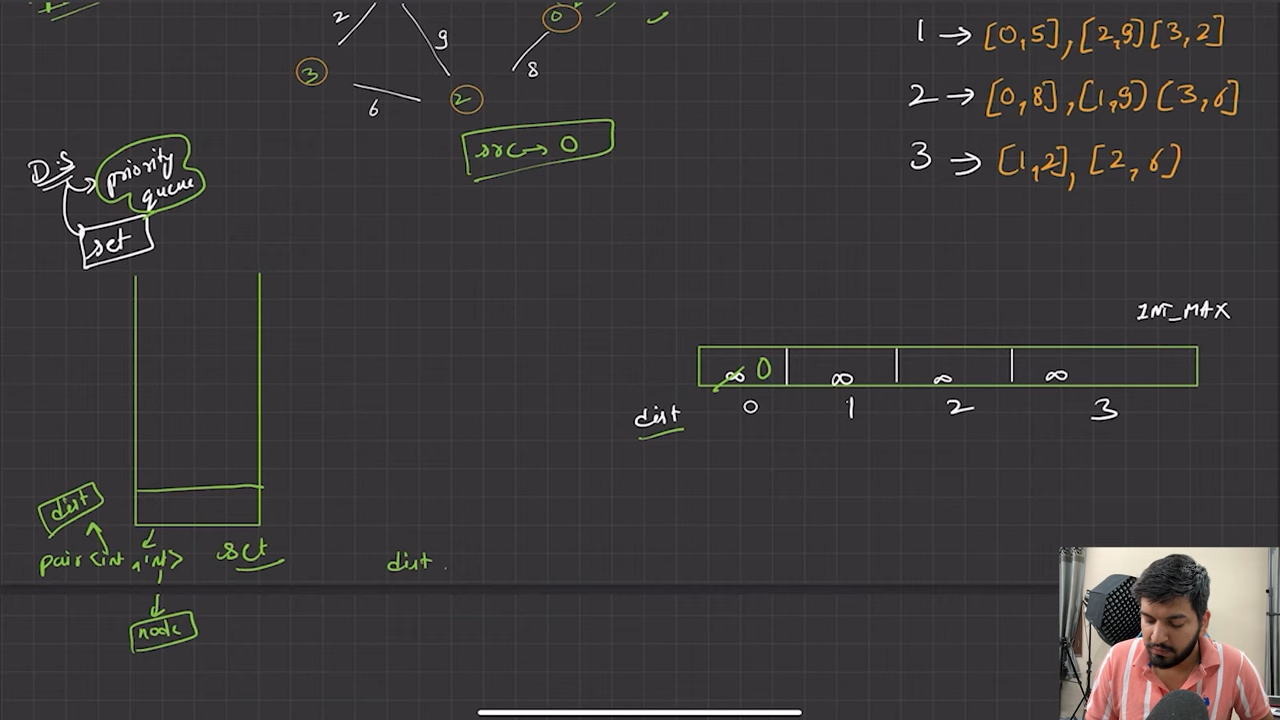 2
9
0
8
3
6
2
src → 0
1 → [0,5], [2,9] [3,2]
2 → [0,8], [1,9) [3,6]
3 → [1,2], [2,6]
D.S
priority
queue
set
INT_MAX
∞ 0 ∞ ∞ ∞
dist 0 1 2 3
dist
pair<int, int> set dist.
node